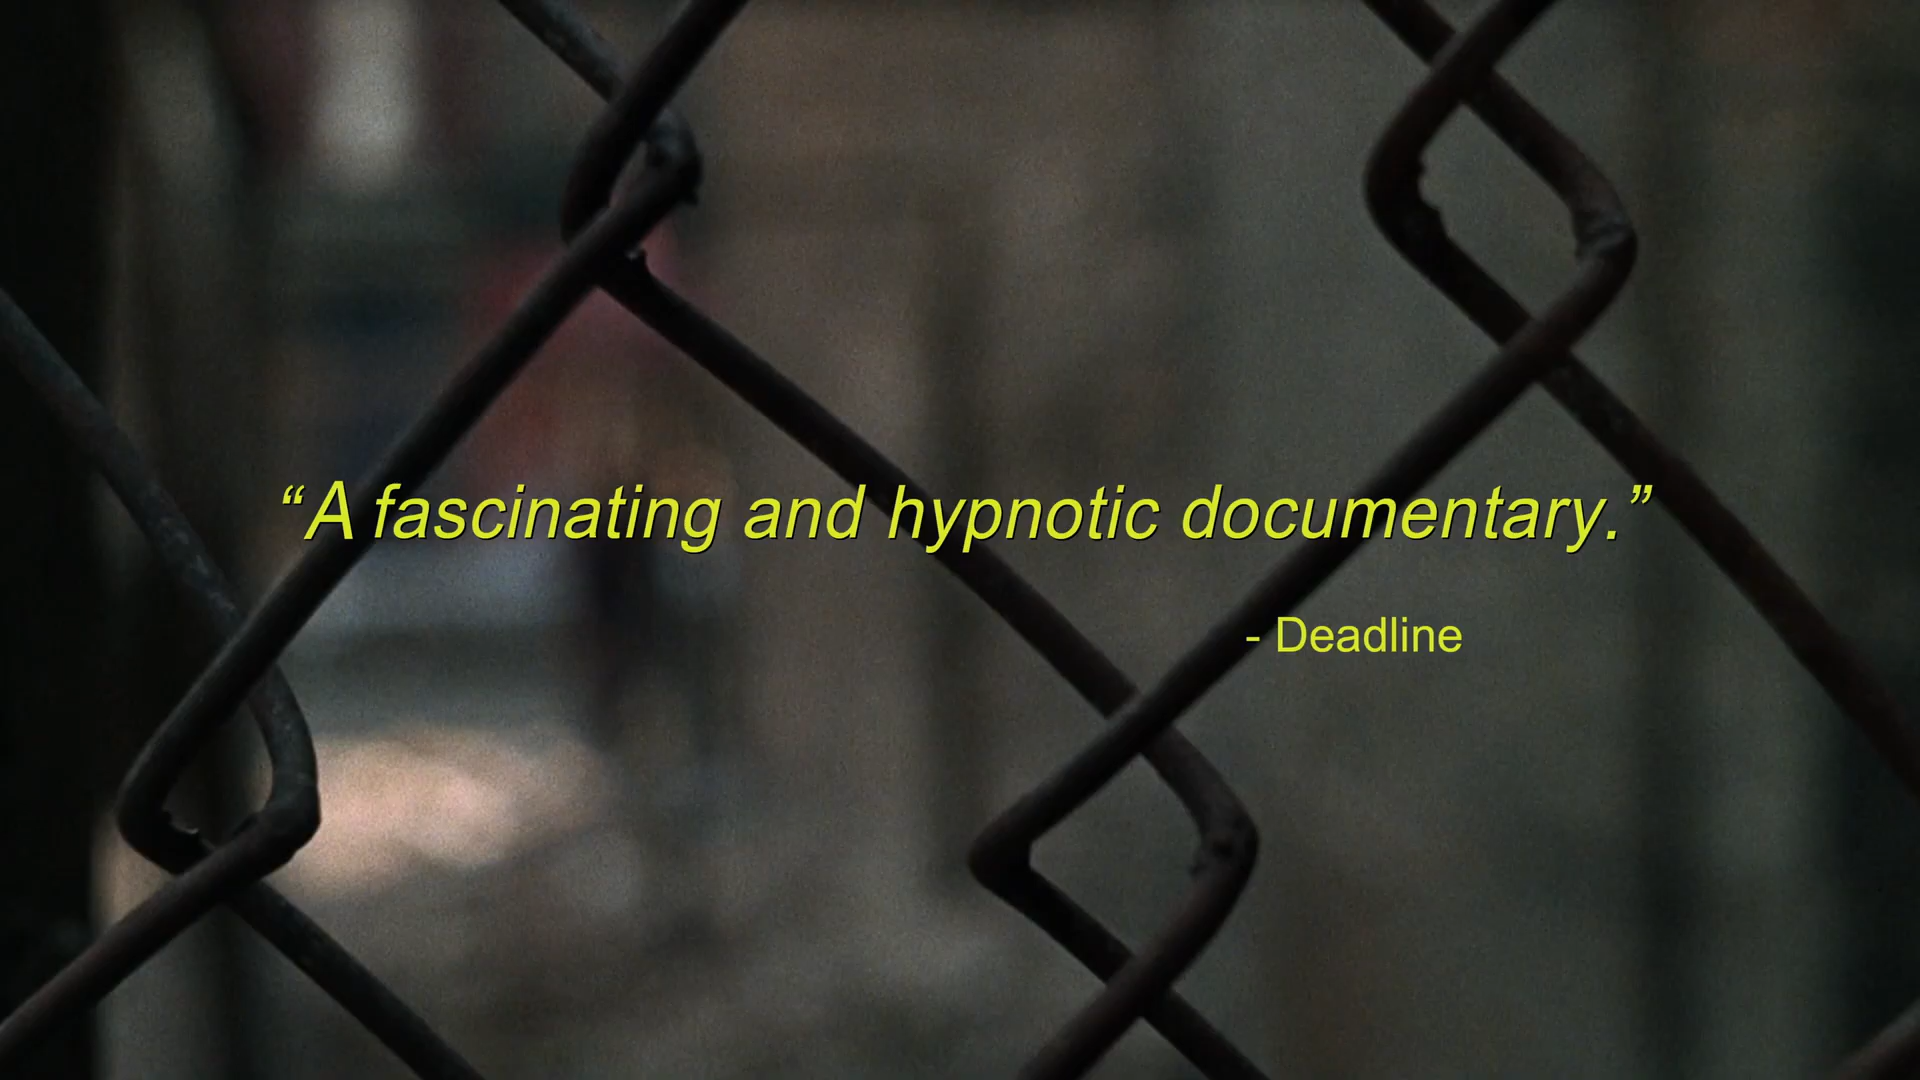 “A fascinating and hypnotic documentary.”
- Deadline